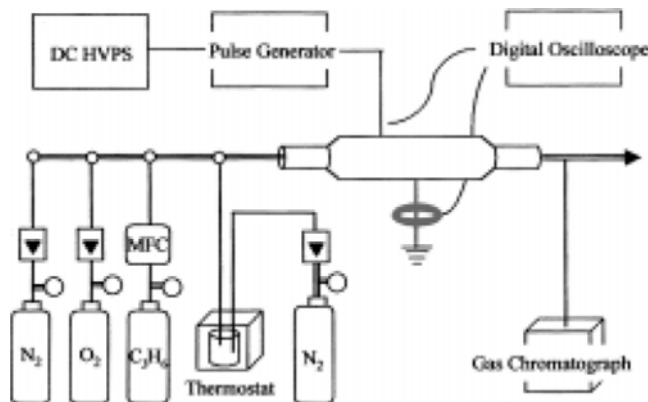 DC HVPS
Pulse Generator
Digital Oscilloscope
MFC
N₂
O₂
C₃H₆
Thermostat
N₂
Gas Chromatograph